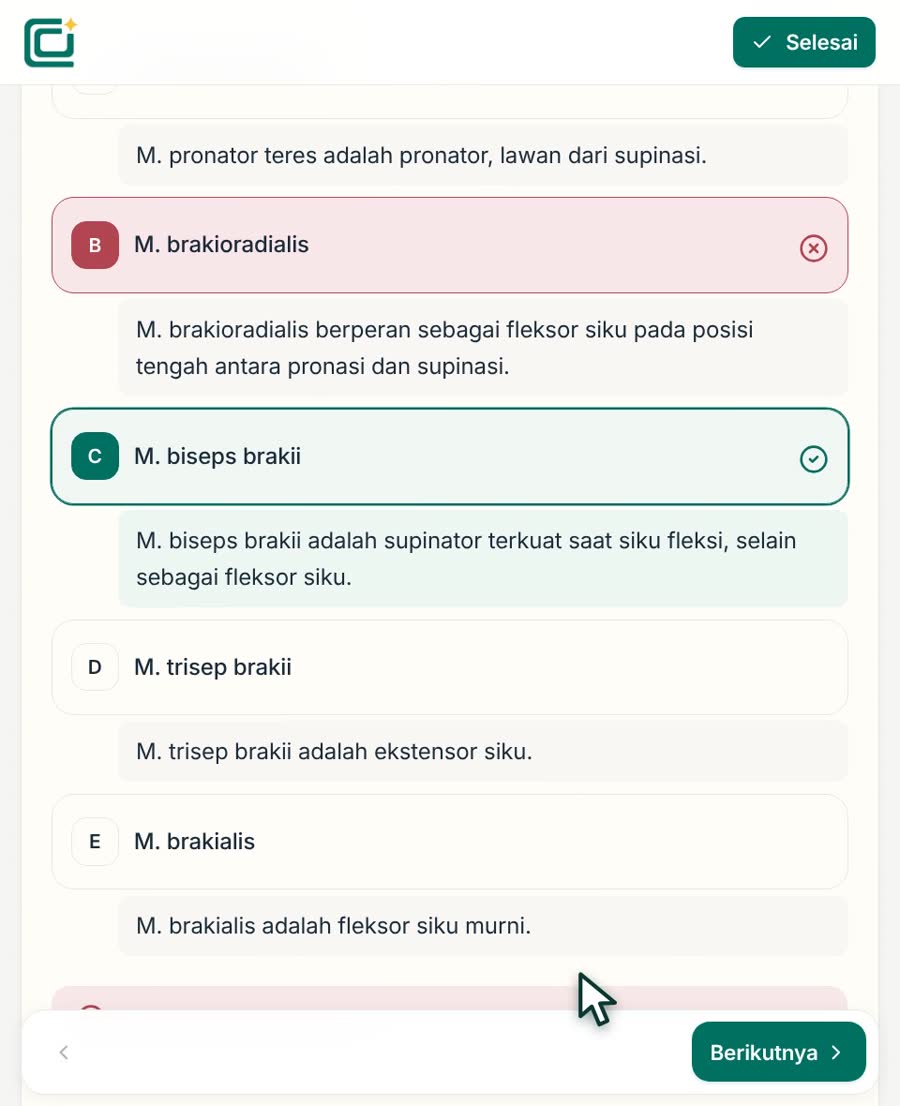 Selesai
M. pronator teres adalah pronator, lawan dari supinasi.
B
M. brakioradialis
M. brakioradialis berperan sebagai fleksor siku pada posisi
tengah antara pronasi dan supinasi.
C
M. biseps brakii
M. biseps brakii adalah supinator terkuat saat siku fleksi, selain
sebagai fleksor siku.
D
M. trisep brakii
M. trisep brakii adalah ekstensor siku.
E
M. brakialis
M. brakialis adalah fleksor siku murni.
Berikutnya